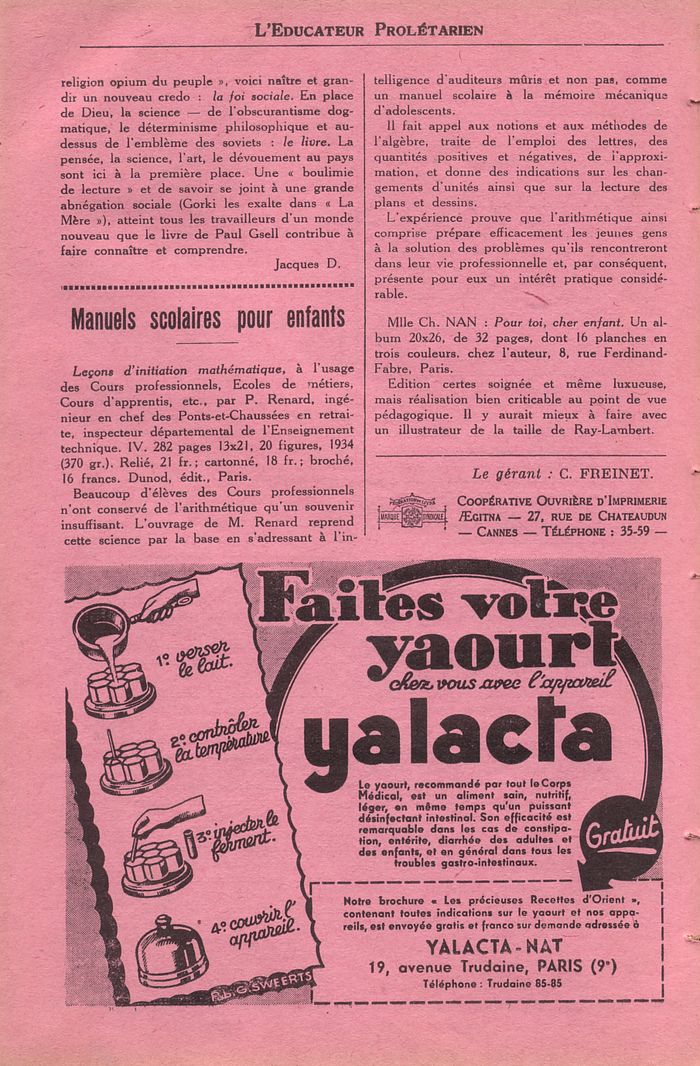 L'Educateur Prolétarien
religion opium du peuple », voici naître et gran-
dir un nouveau credo : la foi sociale. En place
de Dieu, la science — de l'obscurantisme dog-
matique, le déterminisme philosophique et au-
dessus de l'emblème des soviets : le livre. La
pensée, la science, l'art, le dévouement au pays
sont ici à la première place. Une « boulimie
de lecture » et de savoir se joint à une grande
abnégation sociale (Gorki les exalte dans « La
Mère »), atteint tous les travailleurs d'un monde
nouveau que le livre de Paul Gsell contribue à
faire connaître et comprendre.
Jacques D.
Manuels scolaires pour enfants
Leçons d'initiation mathématique, à l'usage
des Cours professionnels, Ecoles de métiers,
Cours d'apprentis, etc., par P. Renard, ingé-
nieur en chef des Ponts-et-Chaussées en retrai-
te, inspecteur départemental de l'Enseignement
technique. IV. 282 pages 13x21, 20 figures, 1934
(370 gr.). Relié, 21 fr. ; cartonné, 18 fr. ; broché,
16 francs. Dunod, édit., Paris.
Beaucoup d'élèves des Cours professionnels
n'ont conservé de l'arithmétique qu'un souvenir
insuffisant. L'ouvrage de M. Renard reprend
cette science par la base en s'adressant à l'in-
telligence d'auditeurs mûris et non pas, comme
un manuel scolaire à la mémoire mécanique
d'adolescents.
Il fait appel aux notions et aux méthodes de
l'algèbre, traite de l'emploi des lettres, des
quantités positives et négatives, de l'approxi-
mation, et donne des indications sur les chan-
gements d'unités ainsi que sur la lecture des
plans et dessins.
L'expérience prouve que l'arithmétique ainsi
comprise prépare efficacement les jeunes gens
à la solution des problèmes qu'ils rencontreront
dans leur vie professionnelle et, par conséquent,
présente pour eux un intérêt pratique considé-
rable.
Mlle Ch. NAN : Pour toi, cher enfant. Un al-
bum 20x26, de 32 pages, dont 16 planches en
trois couleurs. chez l'auteur, 8, rue Ferdinand-
Fabre, Paris.
Edition certes soignée et même luxueuse,
mais réalisation bien criticable au point de vue
pédagogique. Il y aurait mieux à faire avec
un illustrateur de la taille de Ray-Lambert.
Le gérant : C. FREINET.
MARQUE SYNDICALE
Coopérative Ouvrière d'Imprimerie
Ægitna — 27, rue de Chateaudun
— Cannes — Téléphone : 35-59 —
Faites votre
yaourt
chez vous avec l'appareil
yalacta
1º verser
le lait.
2º contrôler
la température
3º injecter le
ferment.
4º couvrir l'
appareil.
R.L.G. SWEERTS
Le yaourt, recommandé par tout le Corps
Médical, est un aliment sain, nutritif,
léger, en même temps qu'un puissant
désinfectant intestinal. Son efficacité est
remarquable dans les cas de constipa-
tion, entérite, diarrhée des adultes et
des enfants, et en général dans tous les
troubles gastro-intestinaux.
Gratuit
Notre brochure « Les précieuses Recettes d'Orient »,
contenant toutes indications sur le yaourt et nos appa-
reils, est envoyée gratis et franco sur demande adressée à
YALACTA-NAT
19, avenue Trudaine, PARIS (9ᵉ)
Téléphone : Trudaine 85-85